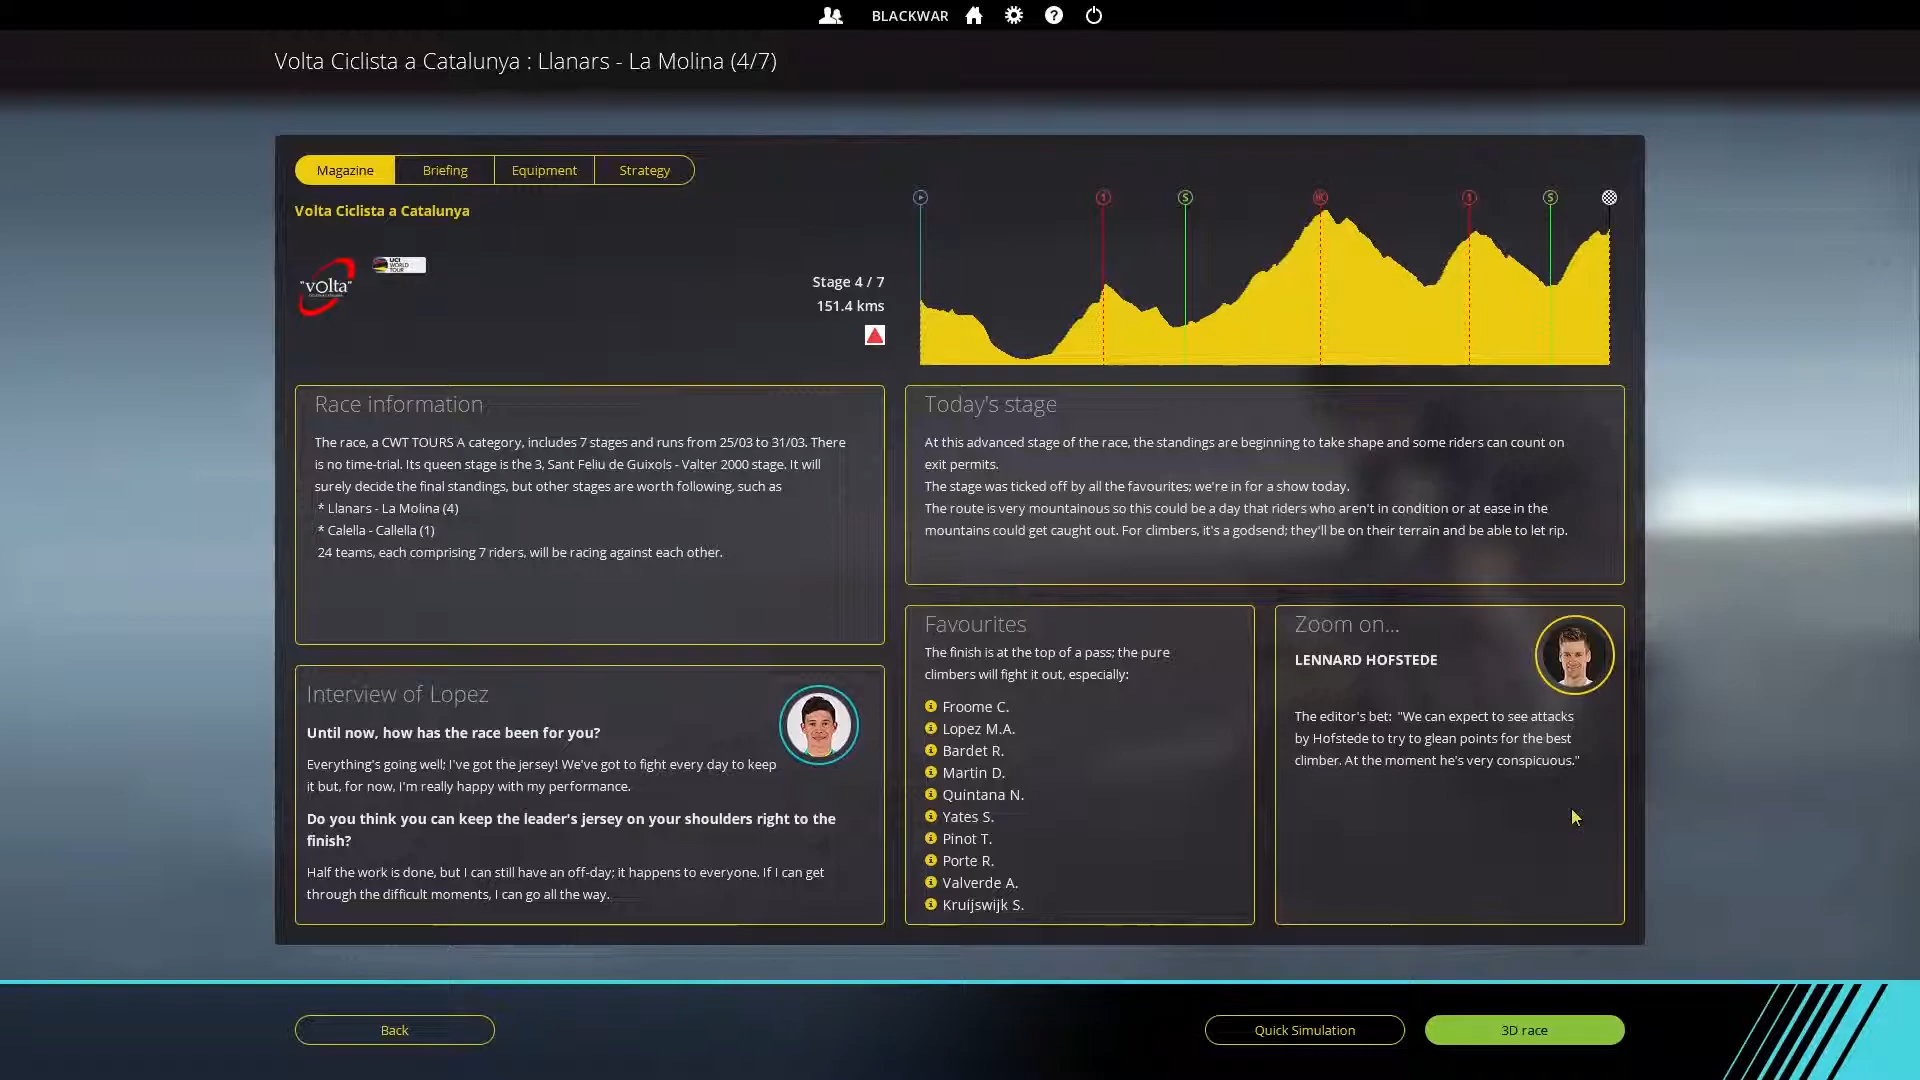 BLACKWAR
Volta Ciclista a Catalunya : Llanars - La Molina (4/7)
Magazine
Briefing
Equipment
Strategy
Volta Ciclista a Catalunya
"volta"
UCI
WORLD
TOUR
Stage 4 / 7
151.4 kms
1
S
HC
1
S
Race information
The race, a CWT TOURS A category, includes 7 stages and runs from 25/03 to 31/03. There
is no time-trial. Its queen stage is the 3, Sant Feliu de Guixols - Valter 2000 stage. It will
surely decide the final standings, but other stages are worth following, such as
* Llanars - La Molina (4)
* Calella - Callella (1)
24 teams, each comprising 7 riders, will be racing against each other.
Today's stage
At this advanced stage of the race, the standings are beginning to take shape and some riders can count on
exit permits.
The stage was ticked off by all the favourites; we're in for a show today.
The route is very mountainous so this could be a day that riders who aren't in condition or at ease in the
mountains could get caught out. For climbers, it's a godsend; they'll be on their terrain and be able to let rip.
Interview of Lopez
Until now, how has the race been for you?
Everything's going well; I've got the jersey! We've got to fight every day to keep
it but, for now, I'm really happy with my performance.
Do you think you can keep the leader's jersey on your shoulders right to the
finish?
Half the work is done, but I can still have an off-day; it happens to everyone. If I can get
through the difficult moments, I can go all the way.
Favourites
The finish is at the top of a pass; the pure
climbers will fight it out, especially:
Froome C.
Lopez M.A.
Bardet R.
Martin D.
Quintana N.
Yates S.
Pinot T.
Porte R.
Valverde A.
Kruijswijk S.
Zoom on...
LENNARD HOFSTEDE
The editor's bet: "We can expect to see attacks
by Hofstede to try to glean points for the best
climber. At the moment he's very conspicuous."
Back
Quick Simulation
3D race